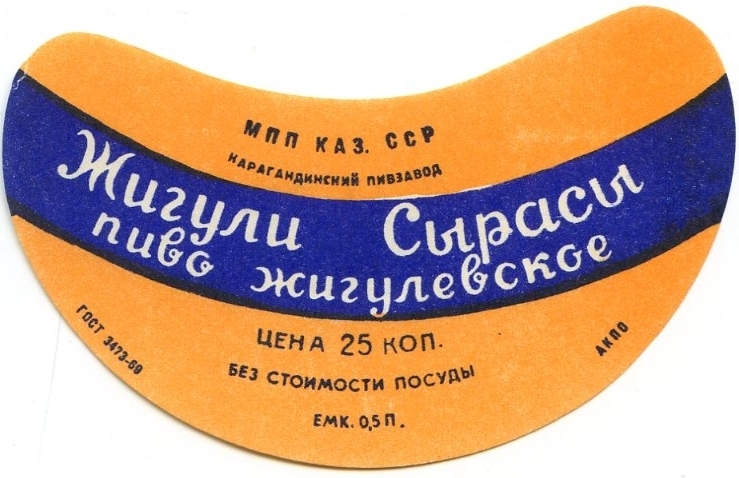 МПП КАЗ. ССР
КАРАГАНДИНСКИЙ ПИВЗАВОД
Жигули Сырасы
пиво жигулевское
ЦЕНА 25 КОП.
БЕЗ СТОИМОСТИ ПОСУДЫ
ЕМК. 0,5 Л.
ГОСТ 3473-69
АКПО